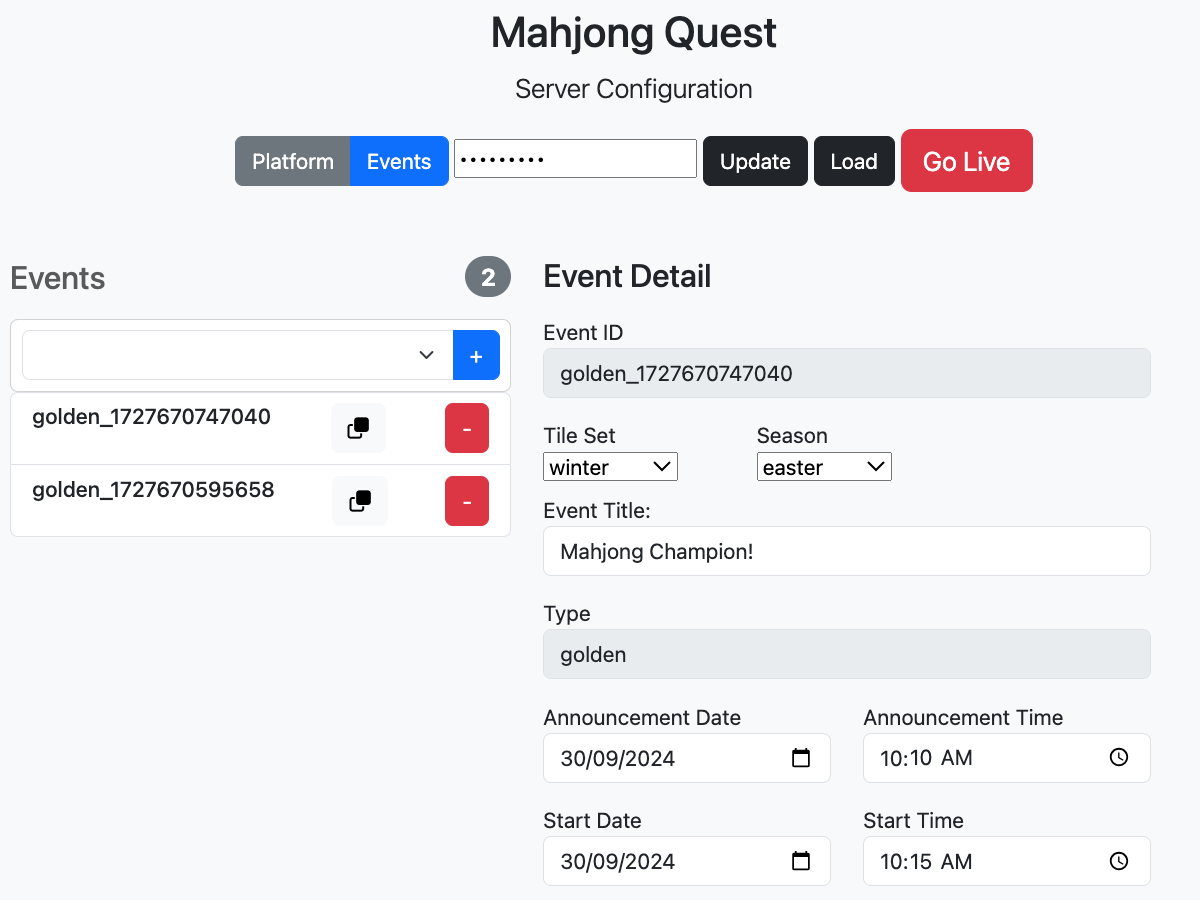 Mahjong Quest
Server Configuration
Platform Events ••••••••• Update Load Go Live
Events 2
+
golden_1727670747040 -
golden_1727670595658 -
Event Detail
Event ID
golden_1727670747040
Tile Set Season
winter easter
Event Title:
Mahjong Champion!
Type
golden
Announcement Date Announcement Time
30/09/2024 10:10 AM
Start Date Start Time
30/09/2024 10:15 AM